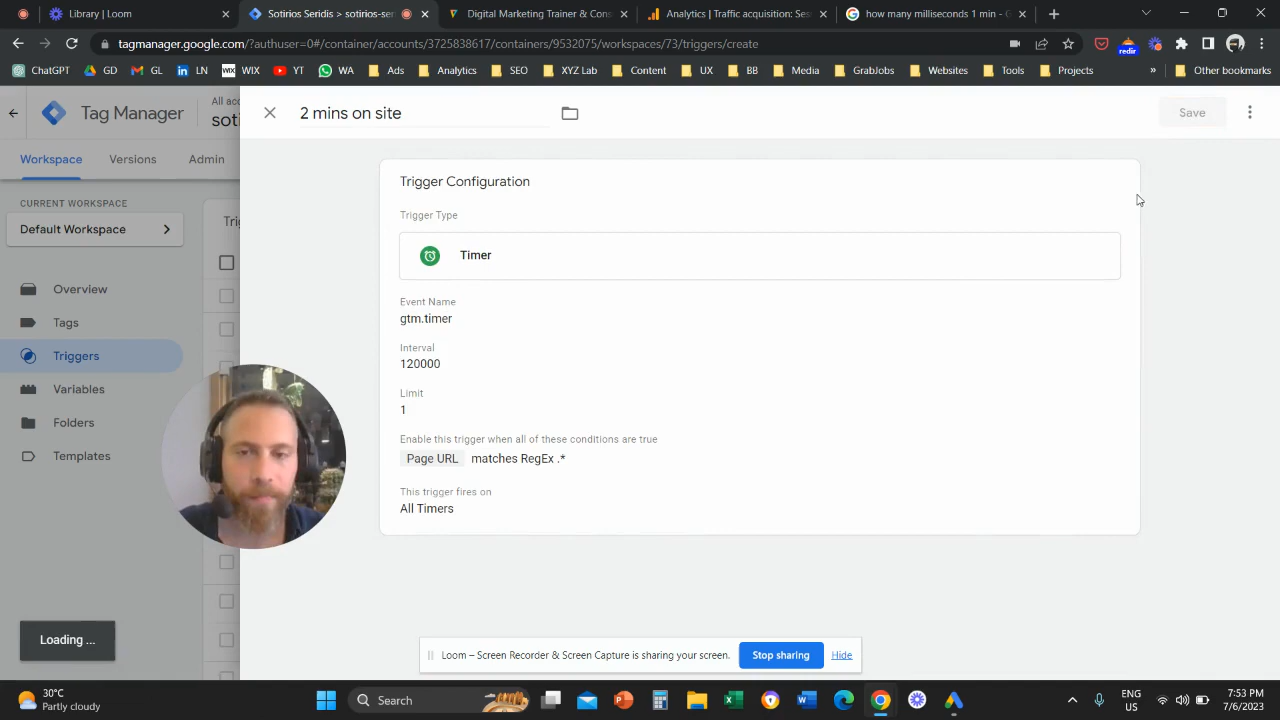 Library | Loom
Sotirios Seridis > sotirios-seri
Digital Marketing Trainer & Cons
Analytics | Traffic acquisition: Ses
how many milliseconds 1 min - G
tagmanager.google.com/?authuser=0#/container/accounts/3725838617/containers/9532075/workspaces/73/triggers/create
redir
ChatGPT GD GL LN WIX YT WA Ads Analytics SEO XYZ Lab Content UX BB Media GrabJobs Websites Tools Projects » Other bookmarks
Tag Manager
All acc
soti
2 mins on site
Save
Workspace Versions Admin
CURRENT WORKSPACE
Default Workspace
Overview
Tags
Triggers
Variables
Folders
Templates
Trig
Trigger Configuration
Trigger Type
Timer
Event Name
gtm.timer
Interval
120000
Limit
1
Enable this trigger when all of these conditions are true
Page URL matches RegEx .*
This trigger fires on
All Timers
Loading ...
Loom – Screen Recorder & Screen Capture is sharing your screen. Stop sharing Hide
30°C
Partly cloudy
Search
ENG
US
7:53 PM
7/6/2023